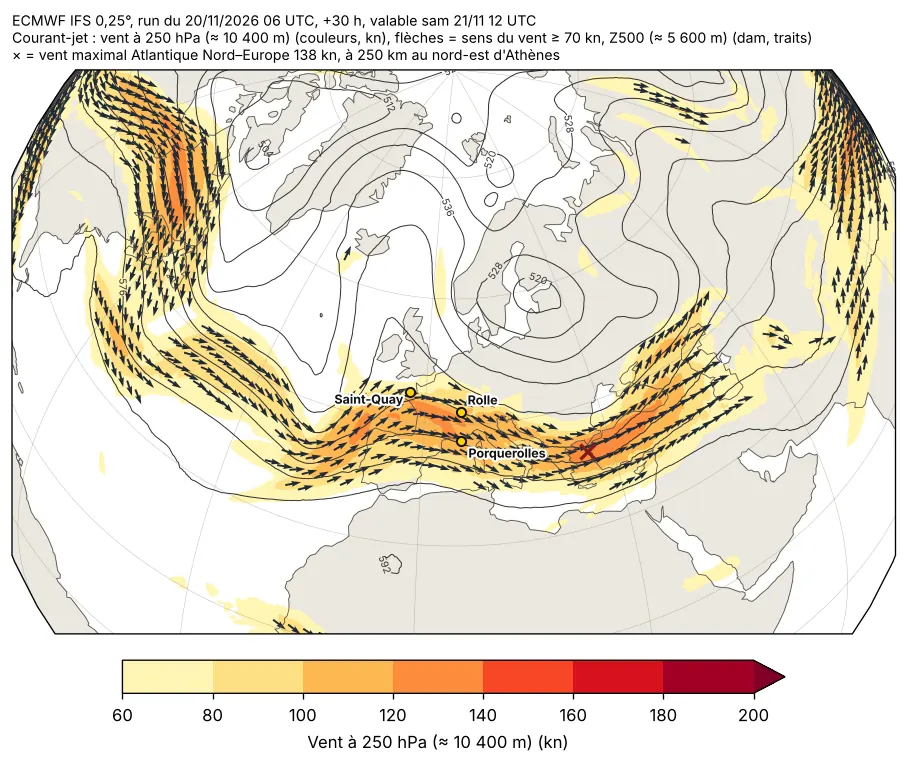 ECMWF IFS 0,25°, run du 20/11/2026 06 UTC, +30 h, valable sam 21/11 12 UTC
Courant-jet : vent à 250 hPa (≈ 10 400 m) (couleurs, kn), flèches = sens du vent ≥ 70 kn, Z500 (≈ 5 600 m) (dam, traits)
× = vent maximal Atlantique Nord–Europe 138 kn, à 250 km au nord-est d'Athènes
512
528
504
520
536
528
520
576
Saint-Quay
Rolle
Porquerolles
592
60 80 100 120 140 160 180 200
Vent à 250 hPa (≈ 10 400 m) (kn)